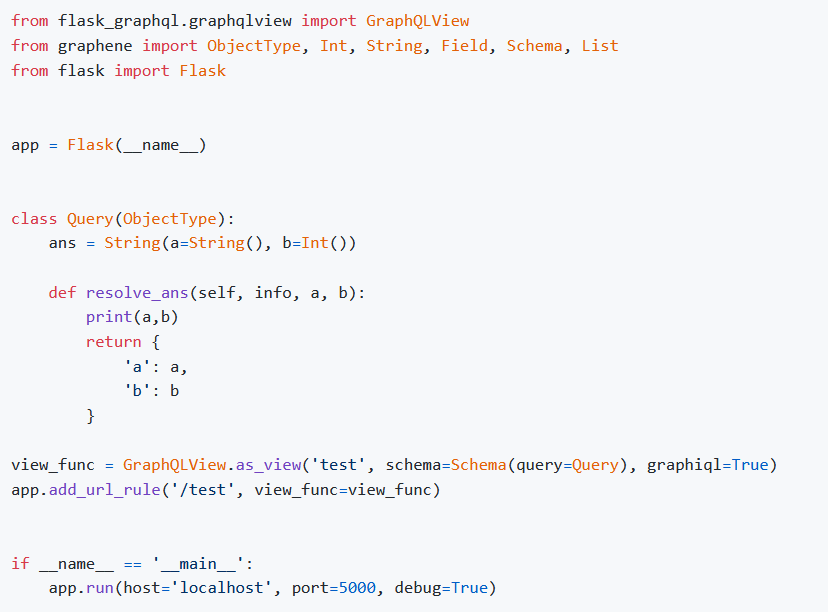 from flask_graphql.graphqlview import GraphQLView
from graphene import ObjectType, Int, String, Field, Schema, List
from flask import Flask
app = Flask(__name__)
class Query(ObjectType):
    ans = String(a=String(), b=Int())
    def resolve_ans(self, info, a, b):
        print(a,b)
        return {
            'a': a,
            'b': b
        }
view_func = GraphQLView.as_view('test', schema=Schema(query=Query), graphiql=True)
app.add_url_rule('/test', view_func=view_func)
if __name__ == '__main__':
    app.run(host='localhost', port=5000, debug=True)